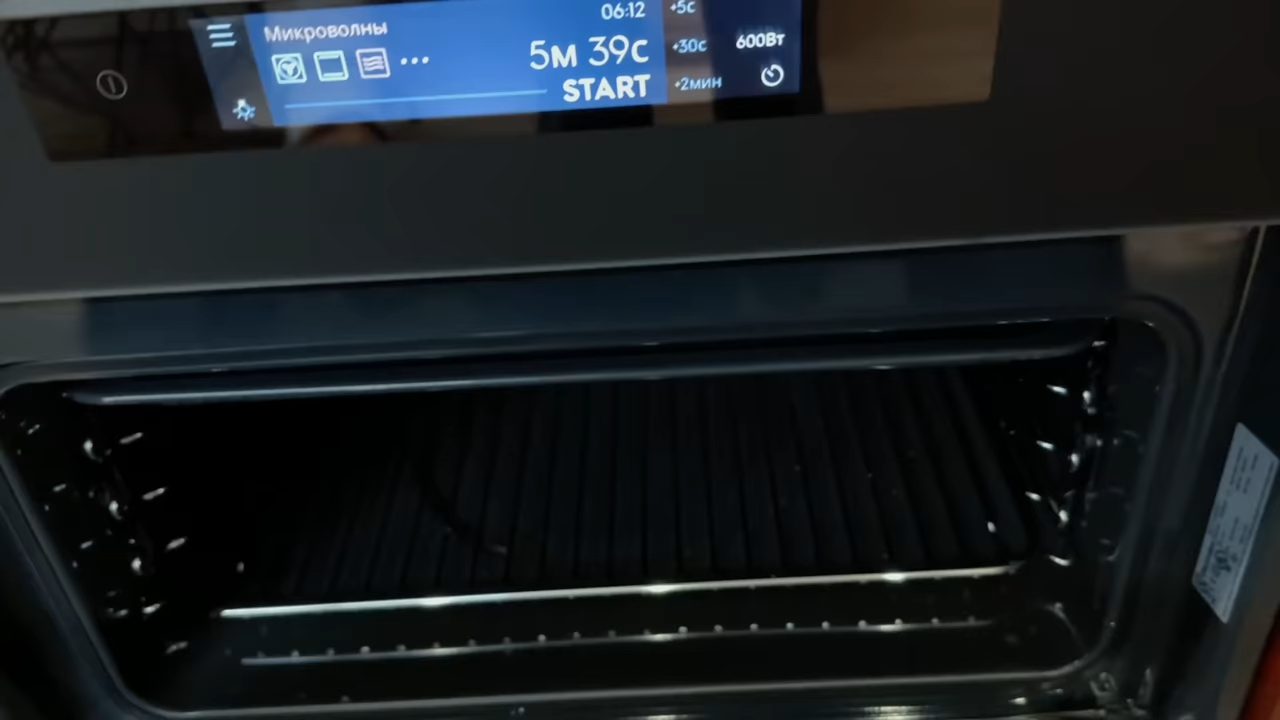 Микроволны
06:12
5м 39с
START
+5с
+30с
+2мин
600Вт